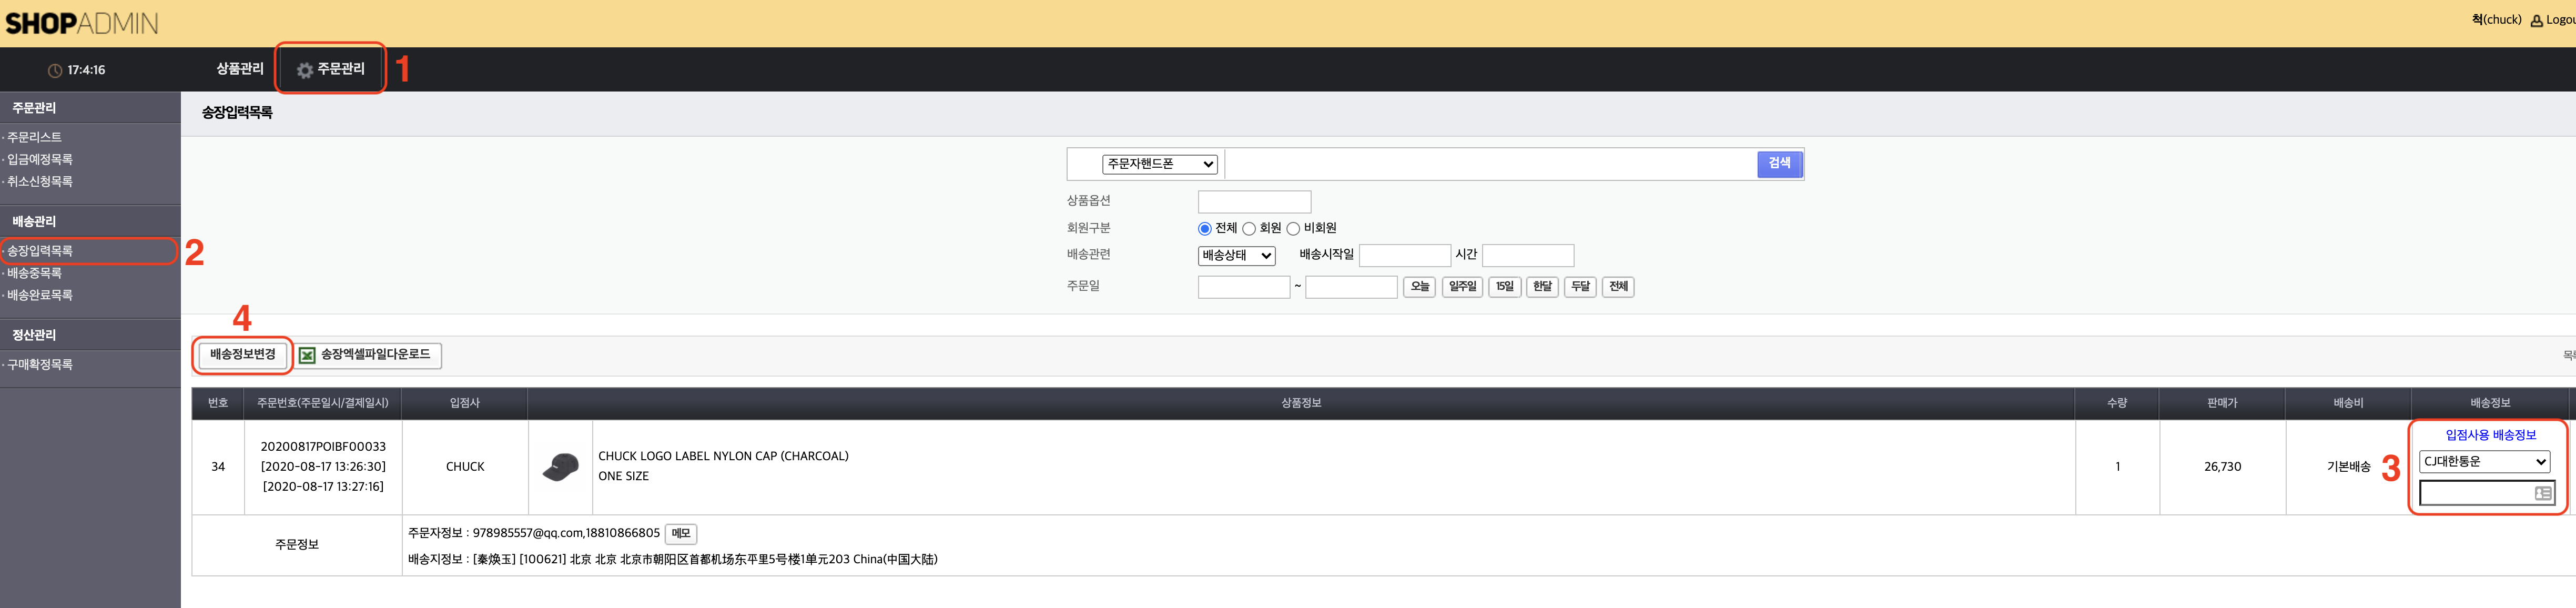 SHOPADMIN
척(chuck) Logou
17:4:16
상품관리
주문관리
1
주문관리
· 주문리스트
· 입금예정목록
· 취소신청목록
배송관리
· 송장입력목록
2
· 배송중목록
· 배송완료목록
정산관리
· 구매확정목록
송장입력목록
주문자핸드폰
검색
상품옵션
회원구분 전체 회원 비회원
배송관련 배송상태 배송시작일 시간
주문일 ~ 오늘 일주일 15일 한달 두달 전체
4
배송정보변경 송장엑셀파일다운로드
번호 주문번호(주문일시/결제일시) 입점사 상품정보 수량 판매가 배송비 배송정보
34
20200817POIBF00033
[2020-08-17 13:26:30]
[2020-08-17 13:27:16]
CHUCK
CHUCK LOGO LABEL NYLON CAP (CHARCOAL)
ONE SIZE
1
26,730
기본배송
3
입점사용 배송정보
CJ대한통운
주문정보
주문자정보 : 978985557@qq.com,18810866805 메모
배송지정보 : [秦焕玉] [100621] 北京 北京 北京市朝阳区首都机场东平里5号楼1单元203 China(中国大陆)